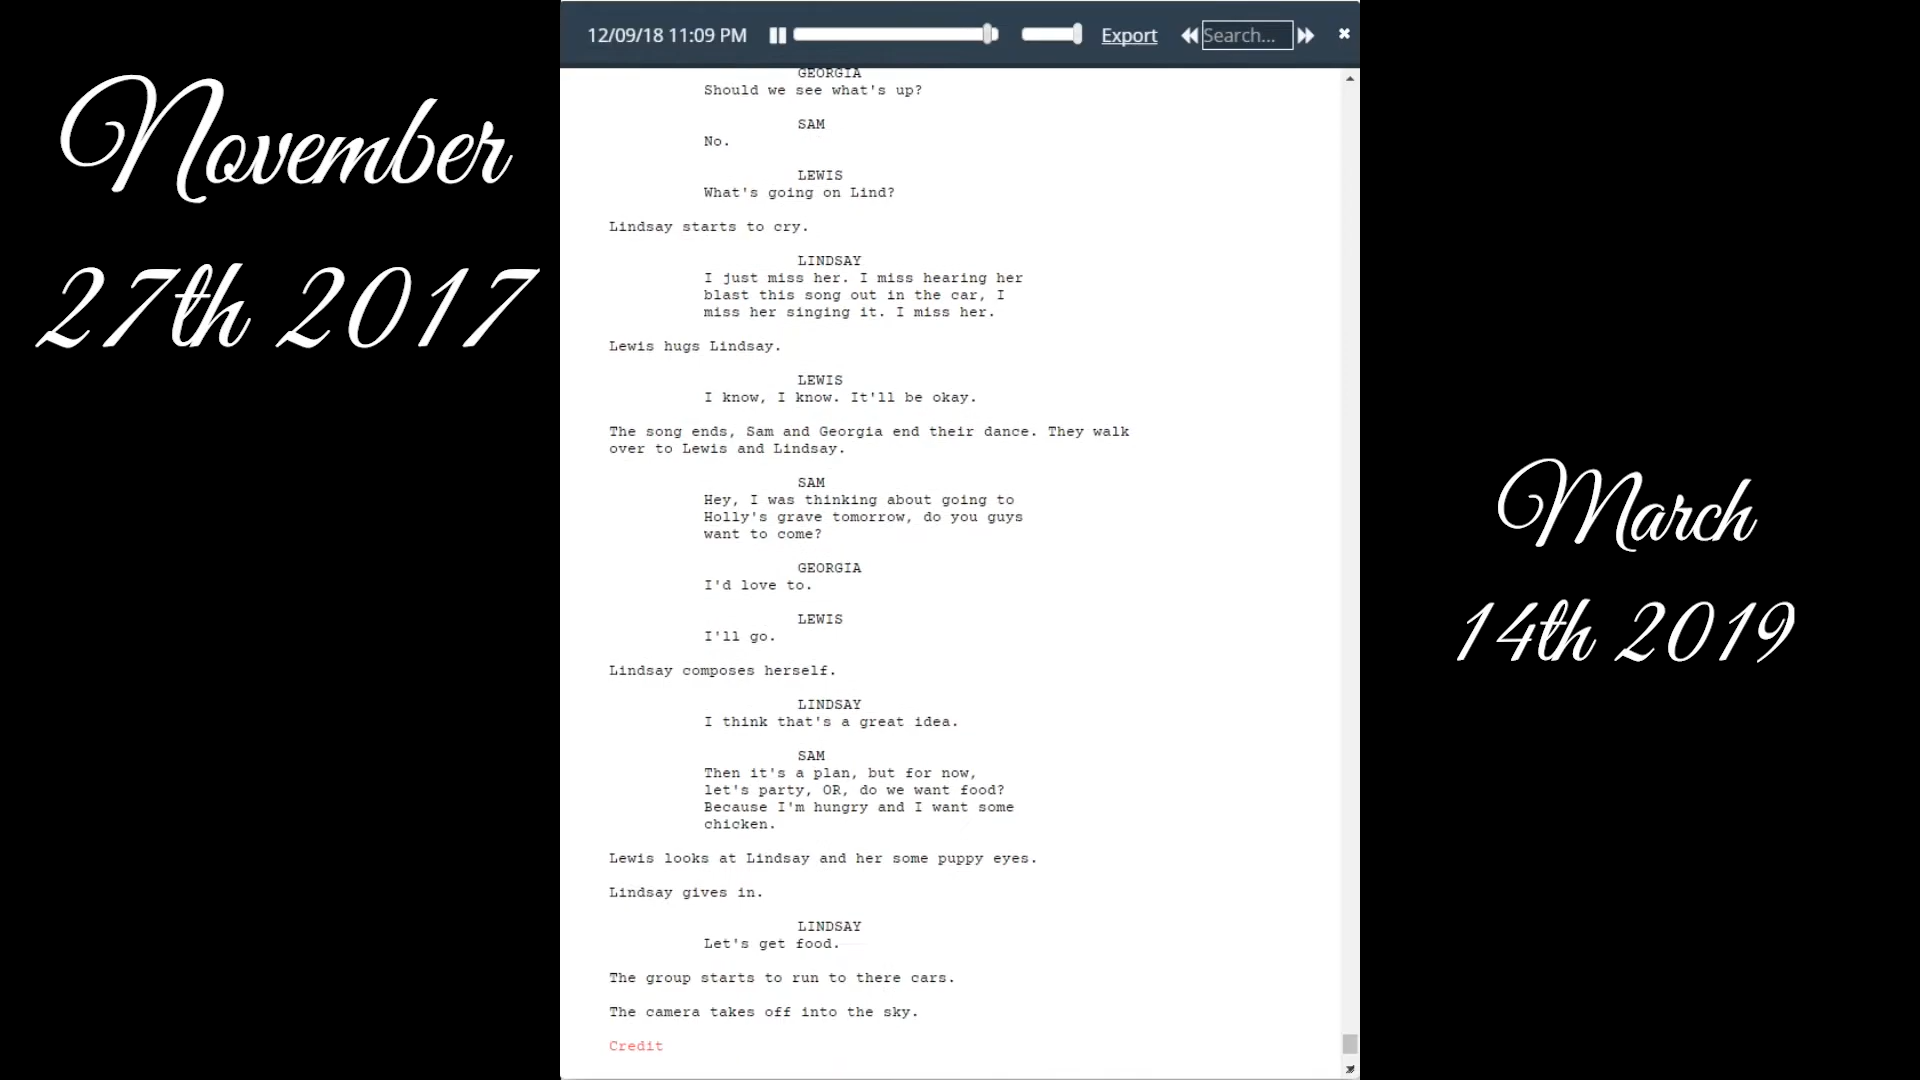 November
27th 2017
12/09/18 11:09 PM
Export
Search...
GEORGIA
Should we see what's up?
SAM
No.
LEWIS
What's going on Lind?
Lindsay starts to cry.
LINDSAY
I just miss her. I miss hearing her
blast this song out in the car, I
miss her singing it. I miss her.
Lewis hugs Lindsay.
LEWIS
I know, I know. It'll be okay.
The song ends, Sam and Georgia end their dance. They walk
over to Lewis and Lindsay.
SAM
Hey, I was thinking about going to
Holly's grave tomorrow, do you guys
want to come?
GEORGIA
I'd love to.
LEWIS
I'll go.
Lindsay composes herself.
LINDSAY
I think that's a great idea.
SAM
Then it's a plan, but for now,
let's party, OR, do we want food?
Because I'm hungry and I want some
chicken.
Lewis looks at Lindsay and her some puppy eyes.
Lindsay gives in.
LINDSAY
Let's get food.
The group starts to run to there cars.
The camera takes off into the sky.
Credit
March
14th 2019